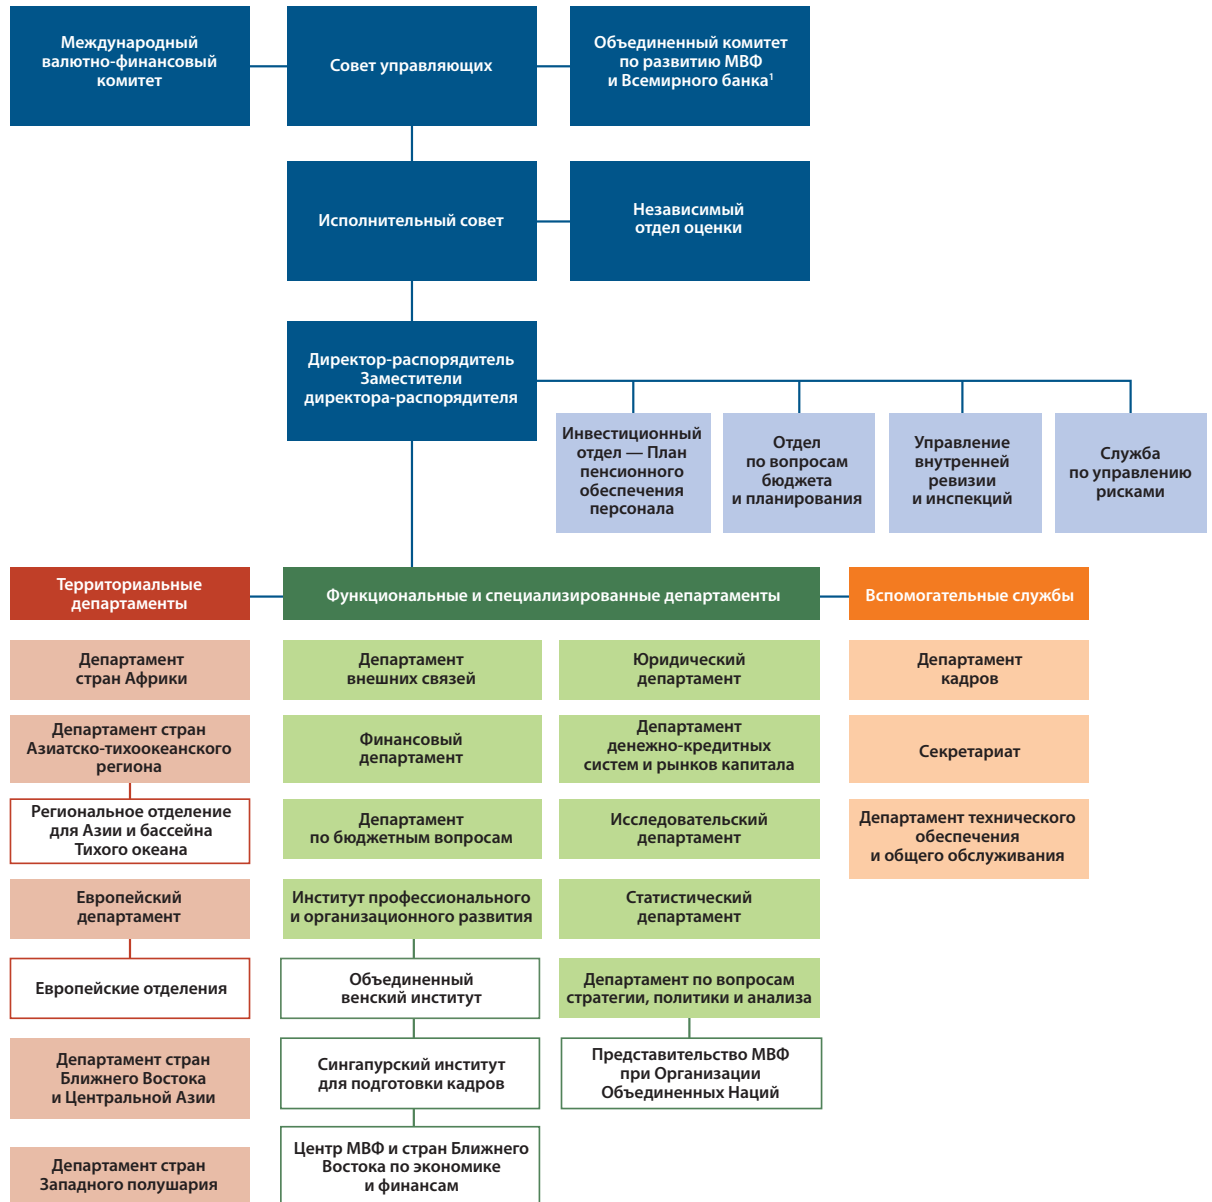 Международный
валютно-финансовый
комитет
Совет управляющих
Объединенный комитет
по развитию МВФ
и Всемирного банка¹
Исполнительный совет
Независимый
отдел оценки
Директор-распорядитель
Заместители
директора-распорядителя
Инвестиционный
отдел — План
пенсионного
обеспечения
персонала
Отдел
по вопросам
бюджета
и планирования
Управление
внутренней
ревизии
и инспекций
Служба
по управлению
рисками
Территориальные
департаменты
Функциональные и специализированные департаменты
Вспомогательные службы
Департамент
стран Африки
Департамент стран
Азиатско-тихоокеанского
региона
Региональное отделение
для Азии и бассейна
Тихого океана
Европейский
департамент
Европейские отделения
Департамент стран
Ближнего Востока
и Центральной Азии
Департамент стран
Западного полушария
Департамент
внешних связей
Финансовый
департамент
Департамент
по бюджетным вопросам
Институт профессионального
и организационного развития
Объединенный
венский институт
Сингапурский институт
для подготовки кадров
Центр МВФ и стран Ближнего
Востока по экономике
и финансам
Юридический
департамент
Департамент
денежно-кредитных
систем и рынков капитала
Исследовательский
департамент
Статистический
департамент
Департамент по вопросам
стратегии, политики и анализа
Представительство МВФ
при Организации
Объединенных Наций
Департамент
кадров
Секретариат
Департамент технического
обеспечения
и общего обслуживания